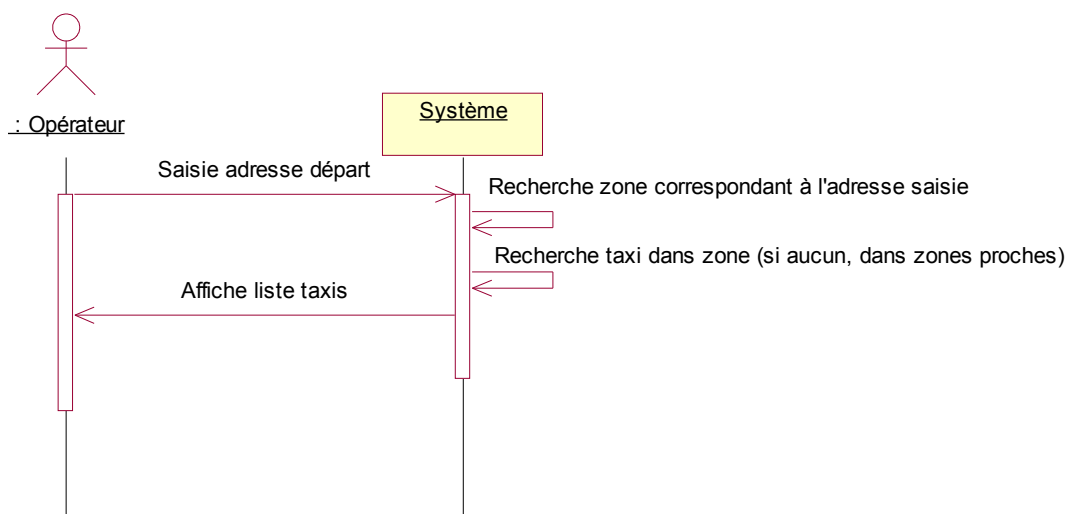 Système
: Opérateur
Saisie adresse départ
Recherche zone correspondant à l'adresse saisie
Recherche taxi dans zone (si aucun, dans zones proches)
Affiche liste taxis